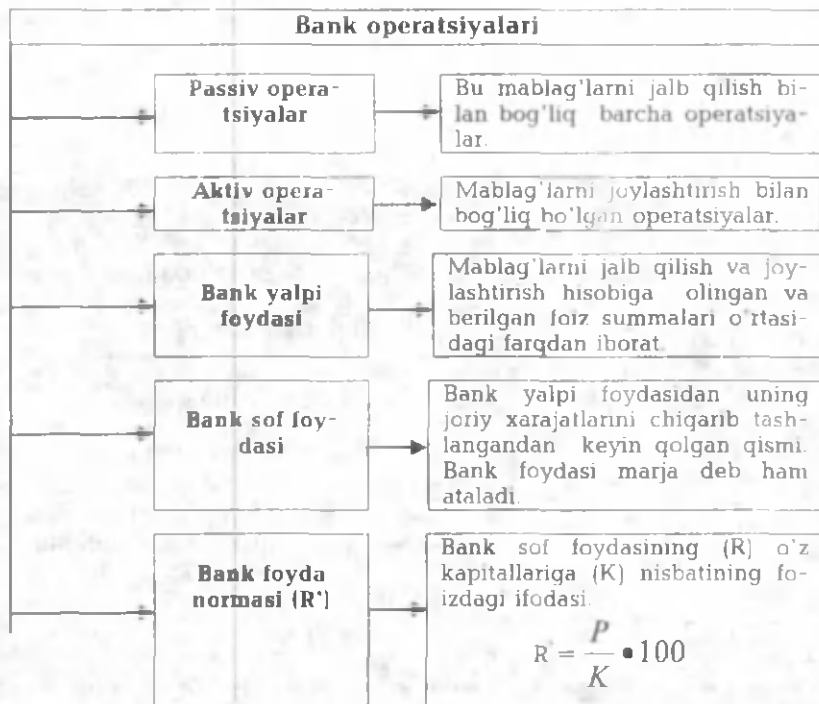 Bank operatsiyalari
Passiv opera-
tsiyalar
Bu mablag'larni jalb qilish bi-
lan bog'liq barcha operatsiya-
lar.
Aktiv opera-
tsiyalar
Mablag'larni joylashtirish bilan
bog'liq bo'lgan operatsiyalar.
Bank yalpi
foydasi
Mablag'larni jalb qilish va joy-
lashtirish hisobiga olingan va
berilgan foiz summalari o'rtasi-
dagi farqdan iborat.
Bank sof foy-
dasi
Bank yalpi foydasidan uning
joriy xarajatlarini chiqarib tash-
langandan keyin qolgan qismi.
Bank foydasi marja deb ham
ataladi.
Bank foyda
normasi (R')
Bank sof foydasining (R) o'z
kapitallariga (K) nisbatining fo-
izdagi ifodasi.
R' = P/K • 100